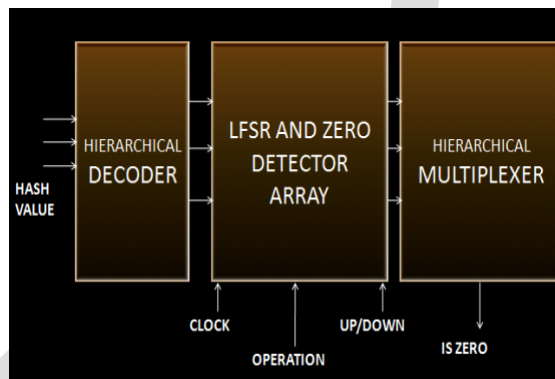 HASH
VALUE
HIERARCHICAL
DECODER
LFSR AND ZERO
DETECTOR
ARRAY
HIERARCHICAL
MULTIPLEXER
CLOCK
OPERATION
UP/DOWN
IS ZERO